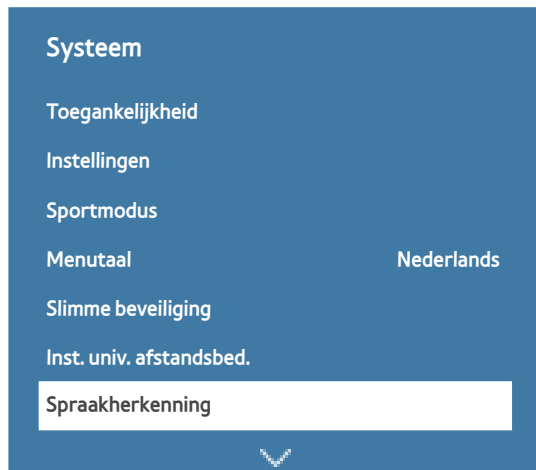 Systeem
Toegankelijkheid
Instellingen
Sportmodus
Menutaal Nederlands
Slimme beveiliging
Inst. univ. afstandsbed.
Spraakherkenning